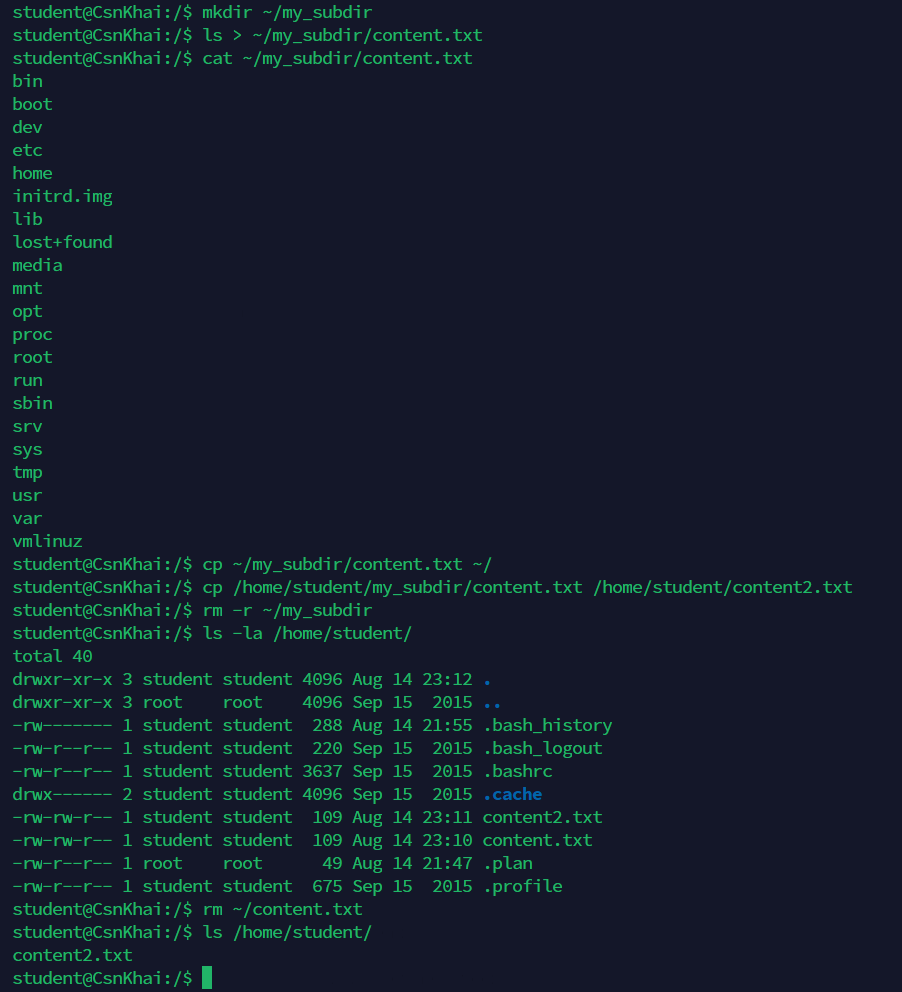 student@CsnKhai:/$ mkdir ~/my_subdir
student@CsnKhai:/$ ls > ~/my_subdir/content.txt
student@CsnKhai:/$ cat ~/my_subdir/content.txt
bin
boot
dev
etc
home
initrd.img
lib
lost+found
media
mnt
opt
proc
root
run
sbin
srv
sys
tmp
usr
var
vmlinuz
student@CsnKhai:/$ cp ~/my_subdir/content.txt ~/
student@CsnKhai:/$ cp /home/student/my_subdir/content.txt /home/student/content2.txt
student@CsnKhai:/$ rm -r ~/my_subdir
student@CsnKhai:/$ ls -la /home/student/
total 40
drwxr-xr-x 3 student student 4096 Aug 14 23:12 .
drwxr-xr-x 3 root    root    4096 Sep 15  2015 ..
-rw------- 1 student student  288 Aug 14 21:55 .bash_history
-rw-r--r-- 1 student student  220 Sep 15  2015 .bash_logout
-rw-r--r-- 1 student student 3637 Sep 15  2015 .bashrc
drwx------ 2 student student 4096 Sep 15  2015 .cache
-rw-rw-r-- 1 student student  109 Aug 14 23:11 content2.txt
-rw-rw-r-- 1 student student  109 Aug 14 23:10 content.txt
-rw-r--r-- 1 root    root      49 Aug 14 21:47 .plan
-rw-r--r-- 1 student student  675 Sep 15  2015 .profile
student@CsnKhai:/$ rm ~/content.txt
student@CsnKhai:/$ ls /home/student/
content2.txt
student@CsnKhai:/$